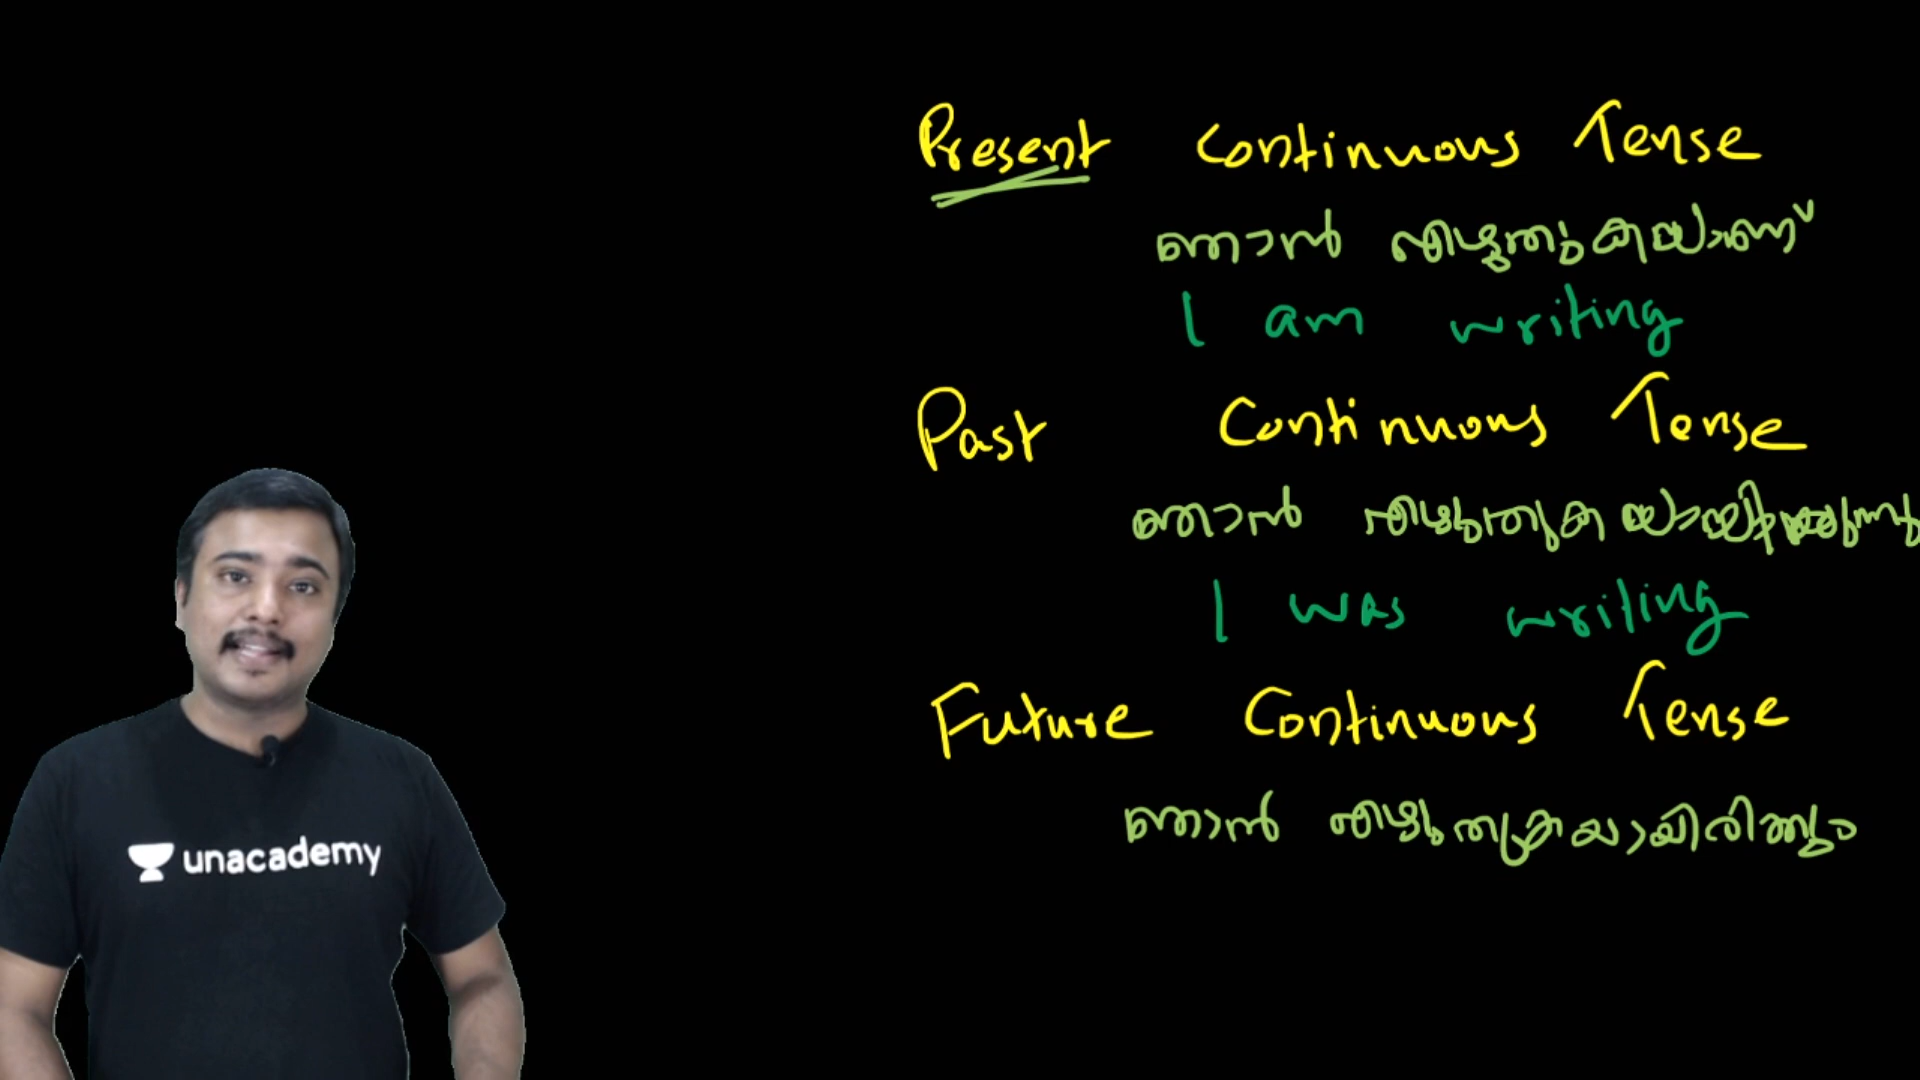 Present Continuous Tense
ഞാൻ എഴുതുകയാണ്
I am writing
Past Continuous Tense
ഞാൻ എഴുതുകയായിരുന്നു
I was writing
Future Continuous Tense
ഞാൻ എഴുതുകയായിരിക്കും
unacademy